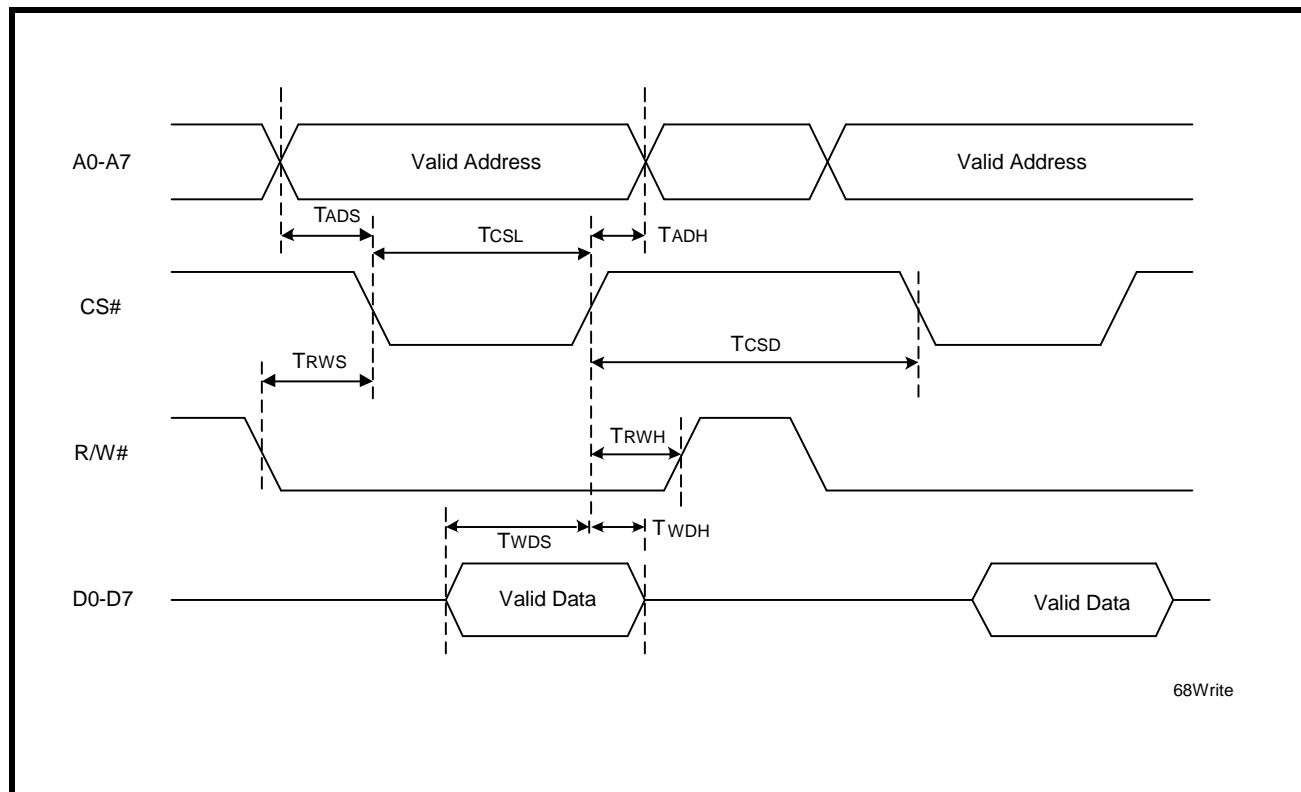 A0-A7
Valid Address
Valid Address
TADS
TCSL
TADH
CS#
TCSD
TRWS
TRWH
R/W#
TWDS
TWDH
D0-D7
Valid Data
Valid Data
68Write